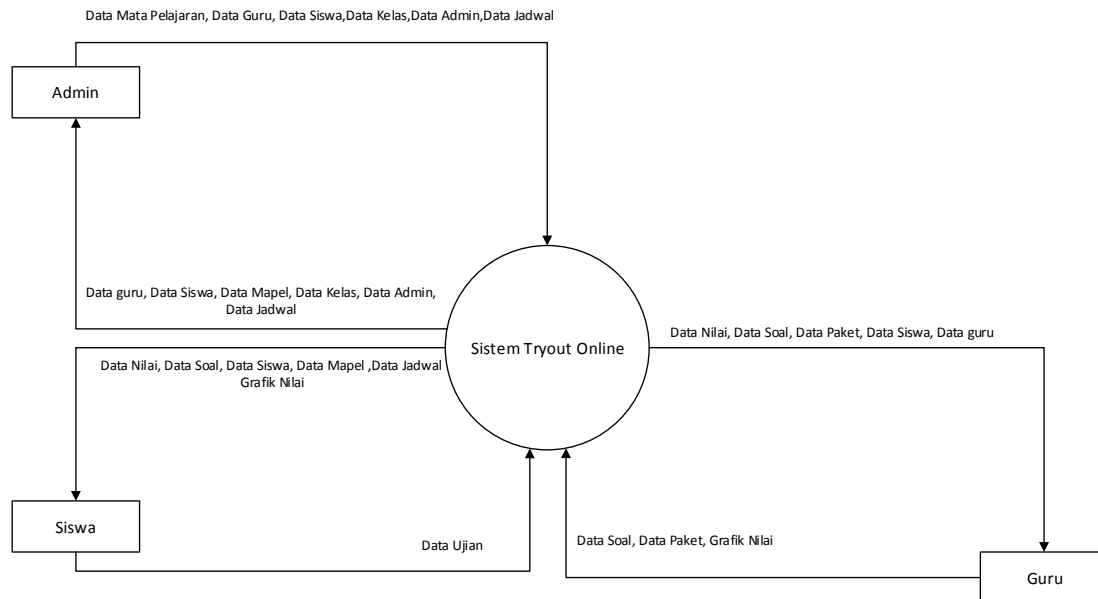 Data Mata Pelajaran, Data Guru, Data Siswa,Data Kelas,Data Admin,Data Jadwal
Admin
Data guru, Data Siswa, Data Mapel, Data Kelas, Data Admin,
Data Jadwal
Sistem Tryout Online
Data Nilai, Data Soal, Data Paket, Data Siswa, Data guru
Data Nilai, Data Soal, Data Siswa, Data Mapel ,Data Jadwal
Grafik Nilai
Siswa
Data Ujian
Data Soal, Data Paket, Grafik Nilai
Guru